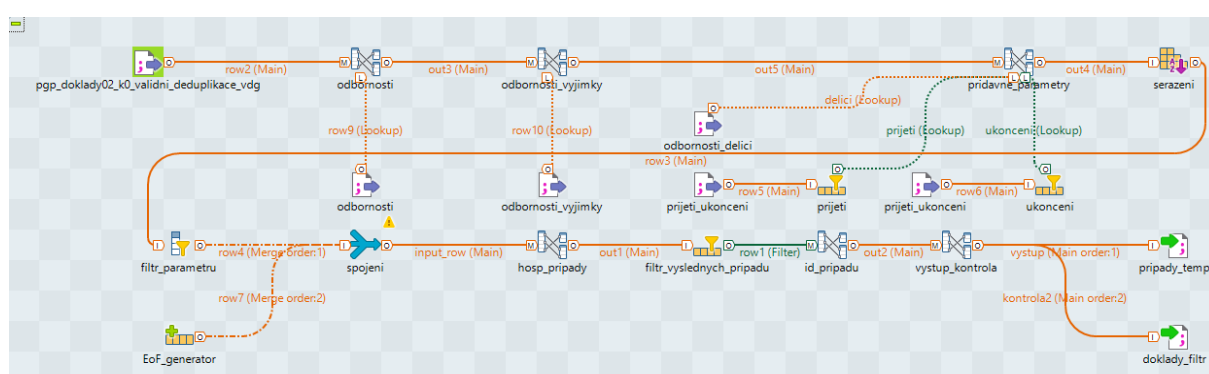 row2 (Main)
out3 (Main)
out5 (Main)
out4 (Main)
pgp_doklady02_k0_validni_deduplikace_vdg
odbornosti
odbornosti_vyjimky
pridavne_parametry
serazeni
delici (Lookup)
row9 (Lookup)
row10 (Lookup)
prijeti (Lookup)
ukonceni (Lookup)
odbornosti_delici
row3 (Main)
row5 (Main)
row6 (Main)
odbornosti
odbornosti_vyjimky
prijeti_ukonceni
prijeti
prijeti_ukonceni
ukonceni
row4 (Merge order:1)
input_row (Main)
out1 (Main)
row1 (Filter)
out2 (Main)
vystup (Main order:1)
filtr_parametru
spojeni
hosp_pripady
filtr_vyslednych_pripadu
id_pripadu
vystup_kontrola
pripady_temp
row7 (Merge order:2)
kontrola2 (Main order:2)
EoF_generator
doklady_filtr